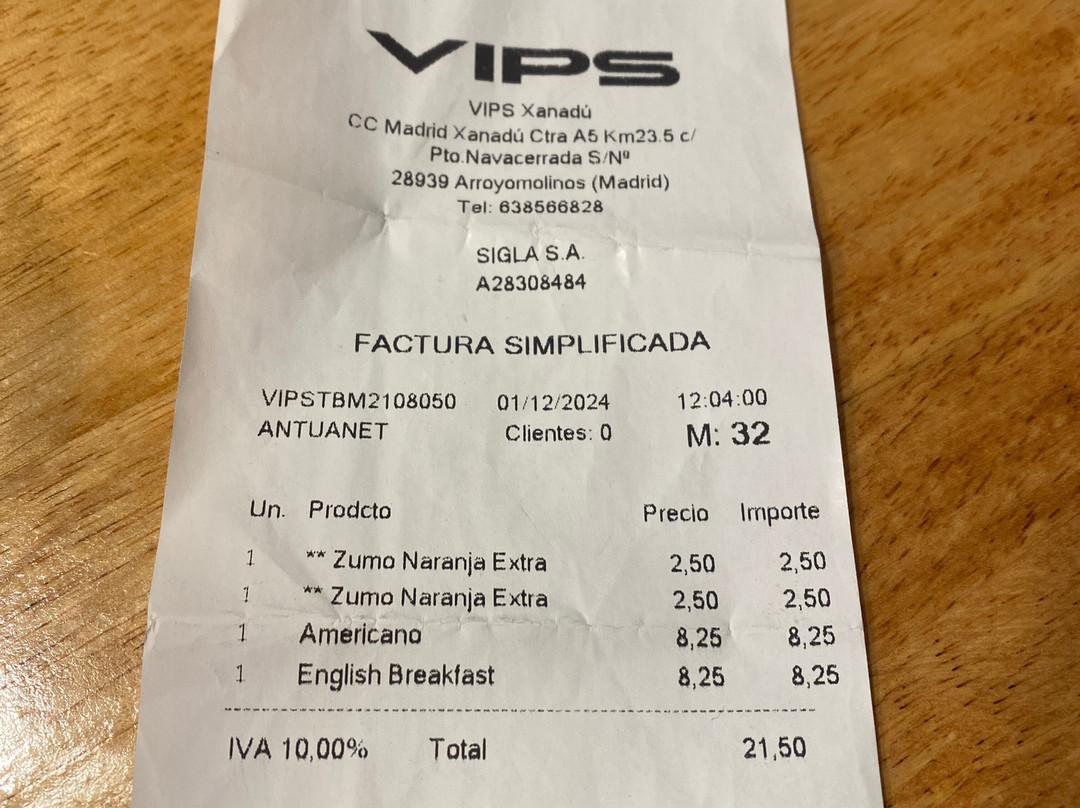 VIPS
VIPS Xanadú
CC Madrid Xanadú Ctra A5 Km23.5 c/
Pto.Navacerrada S/Nº
28939 Arroyomolinos (Madrid)
Tel: 638566828
SIGLA S.A.
A28308484
FACTURA SIMPLIFICADA
VIPSTBM2108050 01/12/2024 12:04:00
ANTUANET Clientes: 0 M: 32
Un. Prodcto Precio Importe
1 ** Zumo Naranja Extra 2,50 2,50
1 ** Zumo Naranja Extra 2,50 2,50
1 Americano 8,25 8,25
1 English Breakfast 8,25 8,25
IVA 10,00% Total 21,50